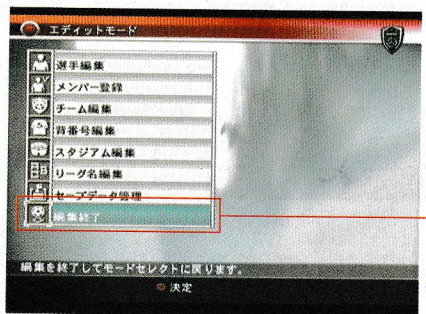 エディットモード
選手編集
メンバー登録
チーム編集
背番号編集
スタジアム編集
リーグ名編集
セーブデータ管理
編集終了
編集を終了してモードセレクトに戻ります。
決定